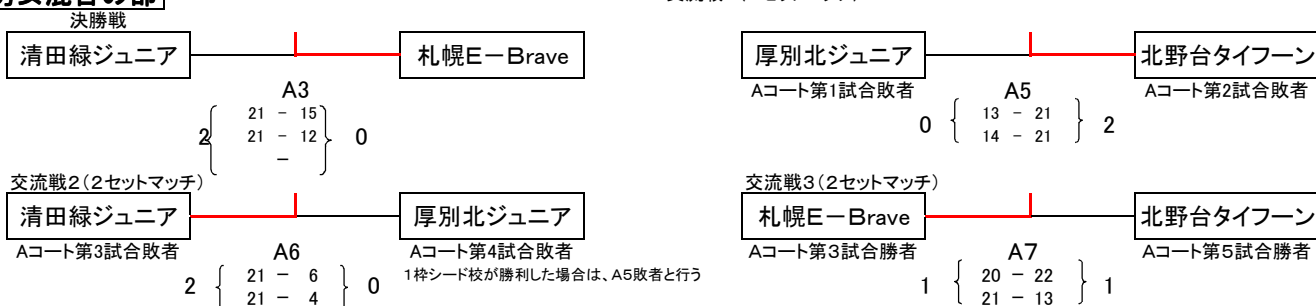 決勝戦
清田緑ジュニア 札幌E－Brave
A3
2 21 － 15 0
21 － 12
－
厚別北ジュニア 北野台タイフーン
Aコート第1試合敗者 A5 Aコート第2試合敗者
0 13 － 21 2
14 － 21
交流戦2（2セットマッチ）
清田緑ジュニア 厚別北ジュニア
Aコート第3試合敗者 A6 Aコート第4試合敗者
1枠シード校が勝利した場合は、A5敗者と行う
2 21 － 6 0
21 － 4
交流戦3（2セットマッチ）
札幌E－Brave 北野台タイフーン
Aコート第3試合勝者 A7 Aコート第5試合勝者
1 20 － 22 1
21 － 13